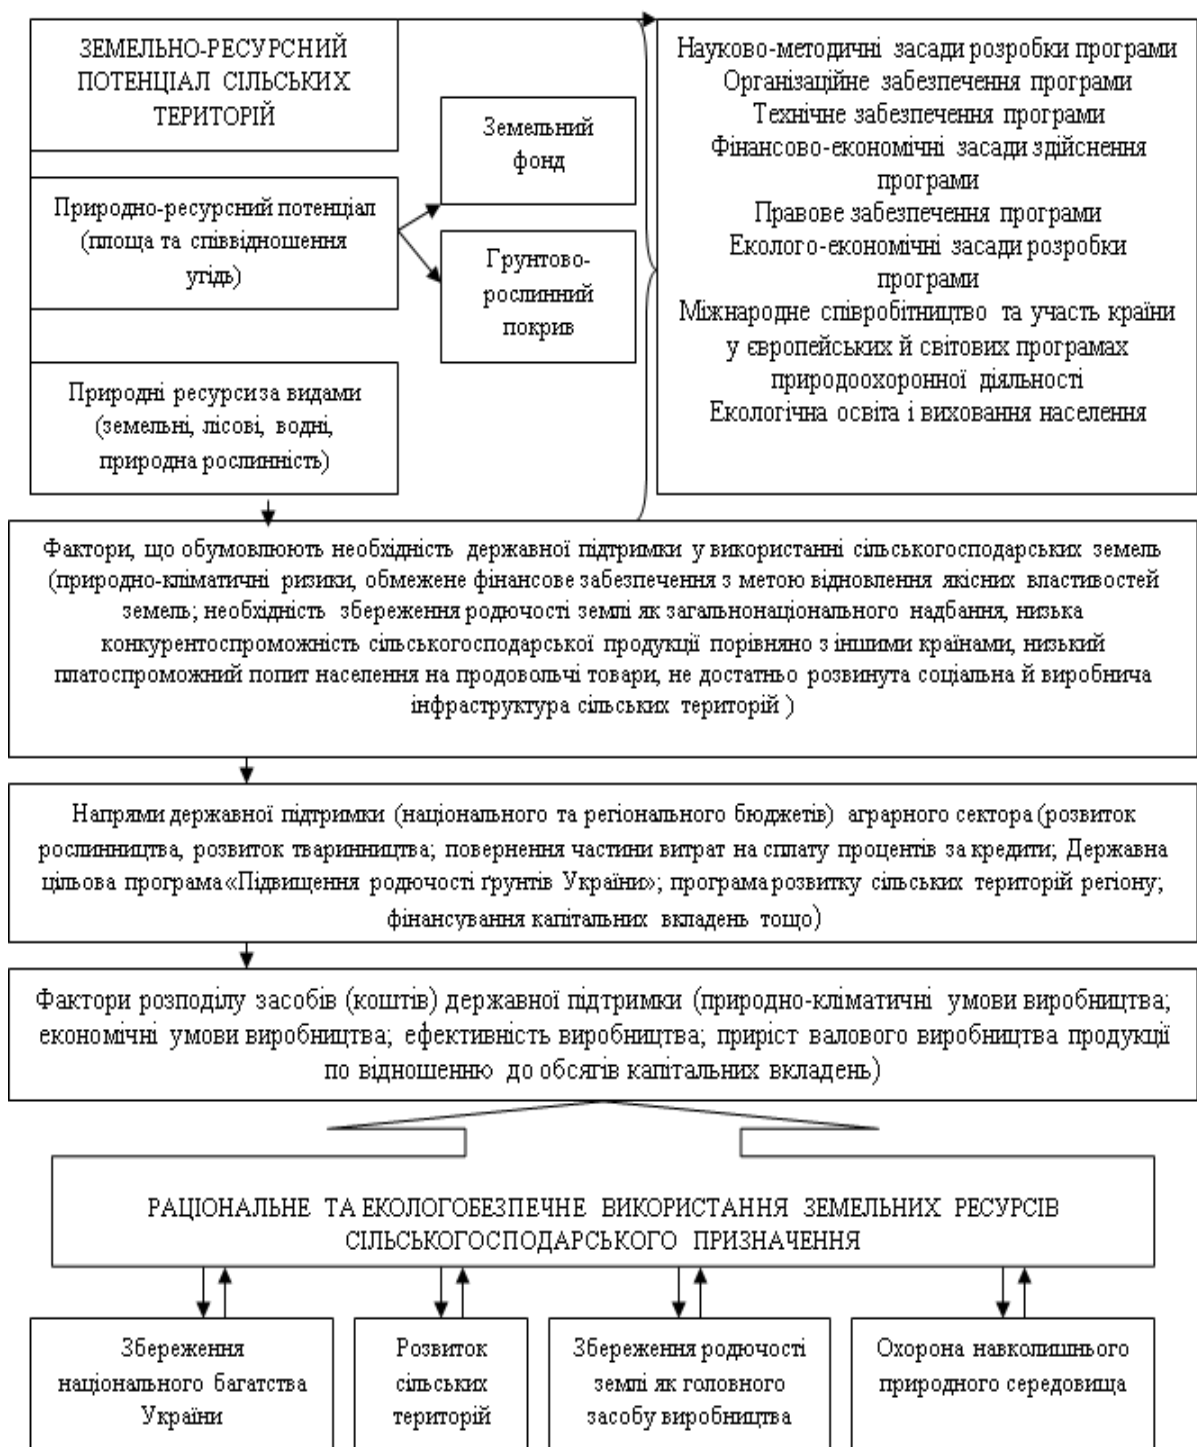 ЗЕМЕЛЬНО-РЕСУРСНИЙ
ПОТЕНЦІАЛ СІЛЬСЬКИХ
ТЕРИТОРІЙ
Природно-ресурсний потенціал
(площа та співвідношення
угідь)
Природні ресурси за видами
(земельні, лісові, водні,
природна рослинність)
Земельний
фонд
Грунтово-
рослинний
покрив
Науково-методичні засади розробки програми
Організаційне забезпечення програми
Технічне забезпечення програми
Фінансово-економічні засади здійснення
програми
Правове забезпечення програми
Еколого-економічні засади розробки
програми
Міжнародне співробітництво та участь країни
у європейських й світових програмах
природоохоронної діяльності
Екологічна освіта і виховання населення
Фактори, що обумовлюють необхідність державної підтримки у використанні сільськогосподарських земель
(природно-кліматичні ризики, обмежене фінансове забезпечення з метою відновлення якісних властивостей
земель; необхідність збереження родючості землі як загальнонаціонального надбання, низька
конкурентоспроможність сільськогосподарської продукції порівняно з іншими країнами, низький
платоспроможний попит населення на продовольчі товари, не достатньо розвинута соціальна й виробнича
інфраструктура сільських територій )
Напрями державної підтримки (національного та регіонального бюджетів) аграрного сектора (розвиток
рослинництва, розвиток тваринництва; повернення частини витрат на сплату процентів за кредити; Державна
цільова програма «Підвищення родючості ґрунтів України»; програма розвитку сільських територій регіону;
фінансування капітальних вкладень тощо)
Фактори розподілу засобів (коштів) державної підтримки (природно-кліматичні умови виробництва;
економічні умови виробництва; ефективність виробництва; приріст валового виробництва продукції
по відношенню до обсягів капітальних вкладень)
РАЦІОНАЛЬНЕ ТА ЕКОЛОГОБЕЗПЕЧНЕ ВИКОРИСТАННЯ ЗЕМЕЛЬНИХ РЕСУРСІВ
СІЛЬСЬКОГОСПОДАРСЬКОГО ПРИЗНАЧЕННЯ
Збереження
національного багатства
України
Розвиток
сільських
територій
Збереження родючості
землі як головного
засобу виробництва
Охорона навколишнього
природного середовища